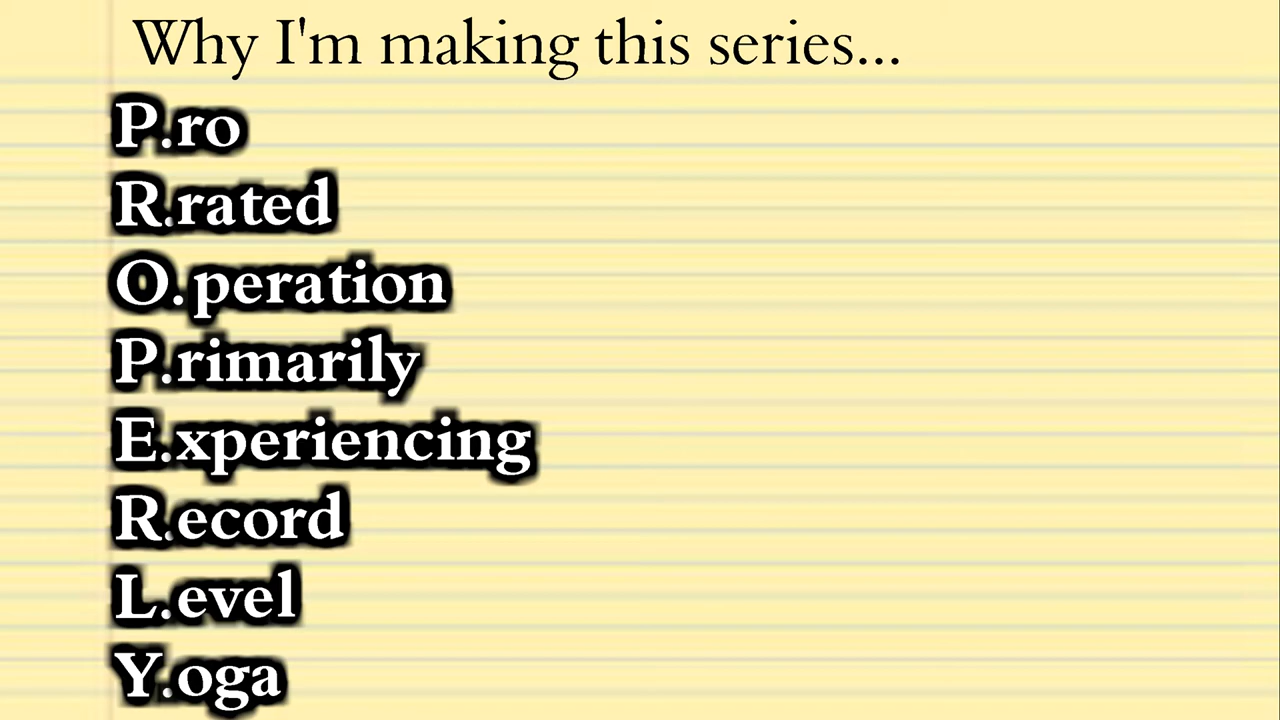 Why I'm making this series...
P.ro
R.rated
O.peration
P.rimarily
E.xperiencing
R.ecord
L.evel
Y.oga